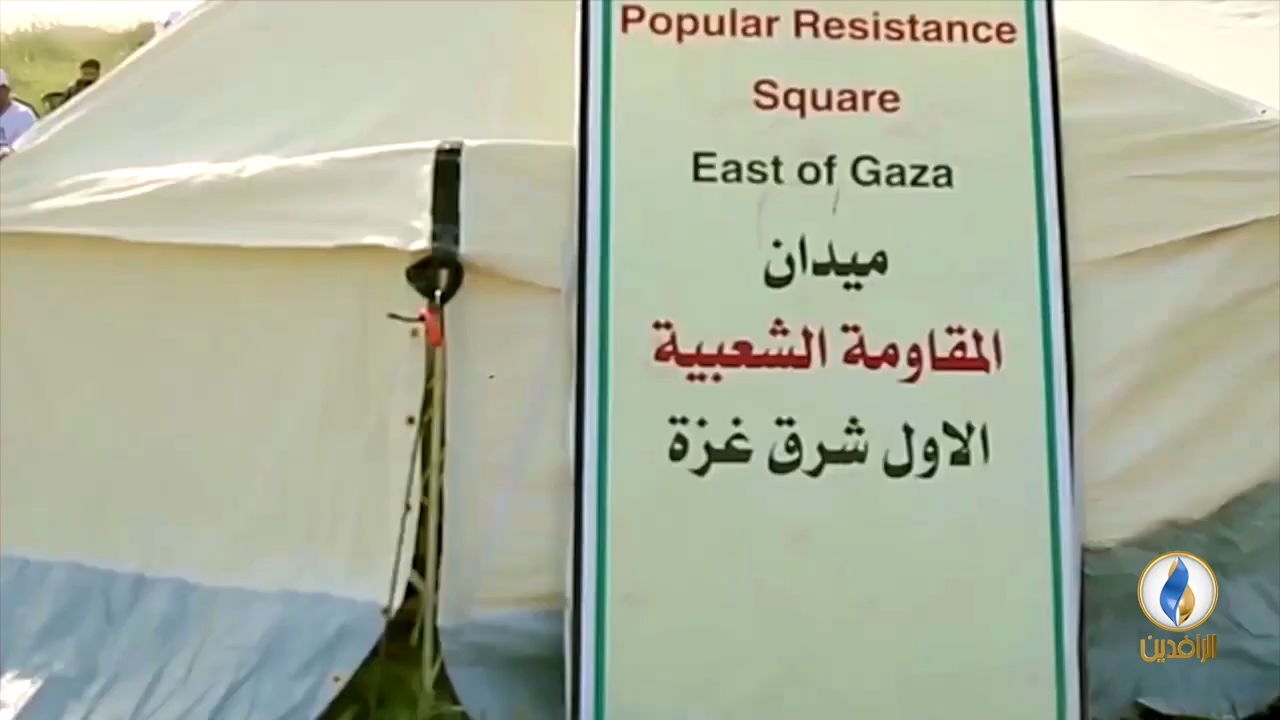 Popular Resistance
Square
East of Gaza
ميدان
المقاومة الشعبية
الاول شرق غزة
الرافدين